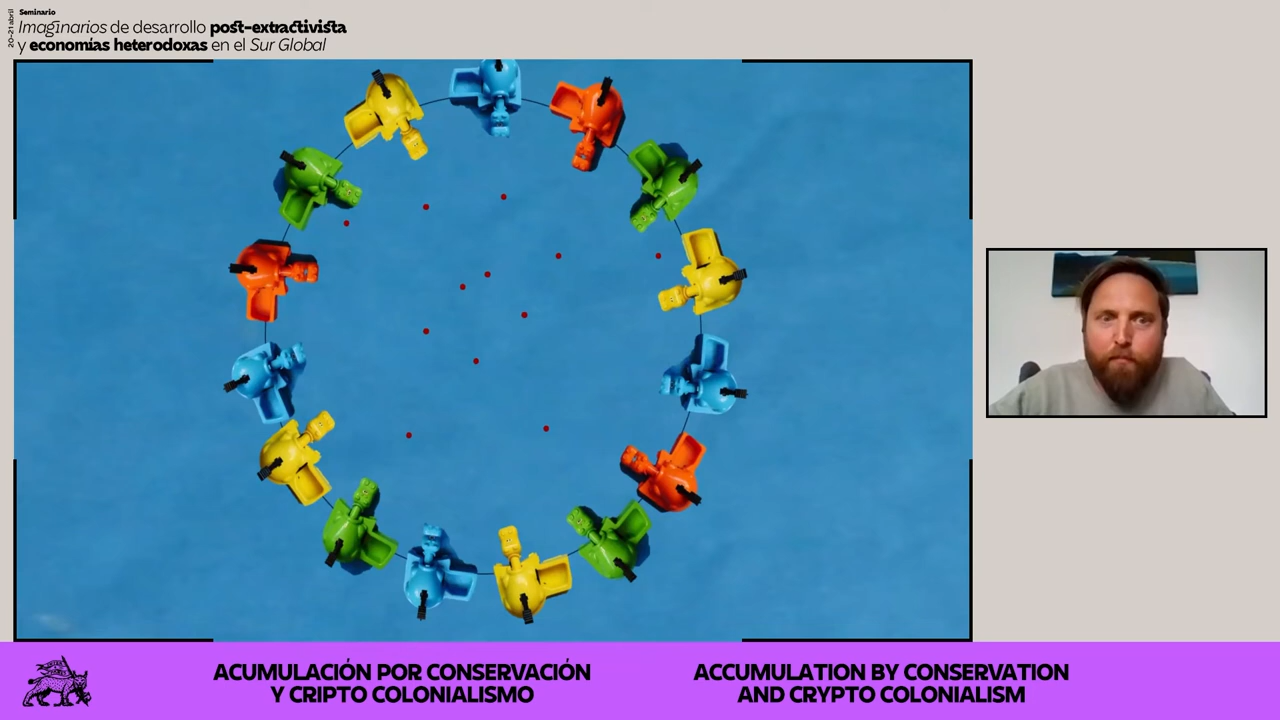 20-21 abril
Seminario
Imaginarios de desarrollo post-extractivista
y economías heterodoxas en el Sur Global
ACUMULACIÓN POR CONSERVACIÓN
Y CRIPTO COLONIALISMO
ACCUMULATION BY CONSERVATION
AND CRYPTO COLONIALISM